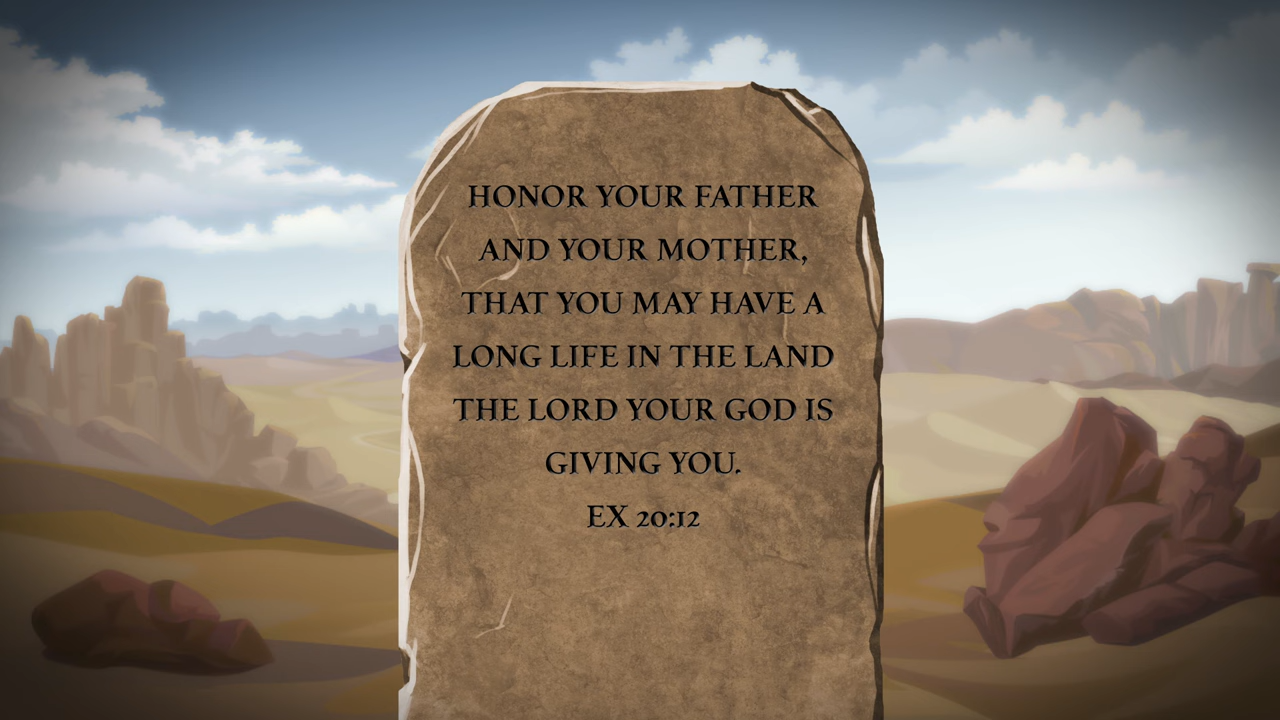 HONOR YOUR FATHER
AND YOUR MOTHER,
THAT YOU MAY HAVE A
LONG LIFE IN THE LAND
THE LORD YOUR GOD IS
GIVING YOU.
EX 20:12